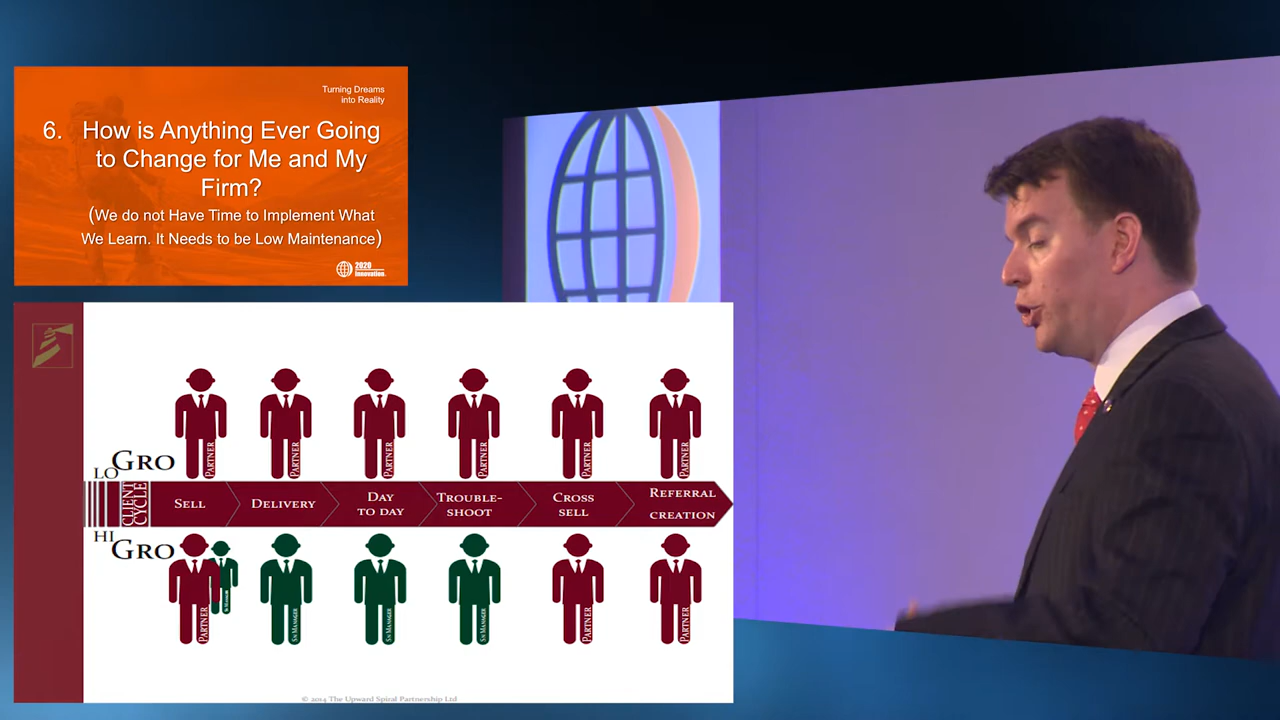 Turning Dreams
into Reality
6. How is Anything Ever Going
to Change for Me and My
Firm?
(We do not Have Time to Implement What
We Learn. It Needs to be Low Maintenance)
2020
Innovation
PARTNER PARTNER PARTNER PARTNER PARTNER PARTNER
LO GRO
CLIENT CYCLE
SELL
DELIVERY
DAY
TO DAY
TROUBLE-
SHOOT
CROSS
SELL
REFERRAL
CREATION
HI GRO
PARTNER SN MANAGER SN MANAGER SN MANAGER PARTNER PARTNER
© 2014 The Upward Spiral Partnership Ltd